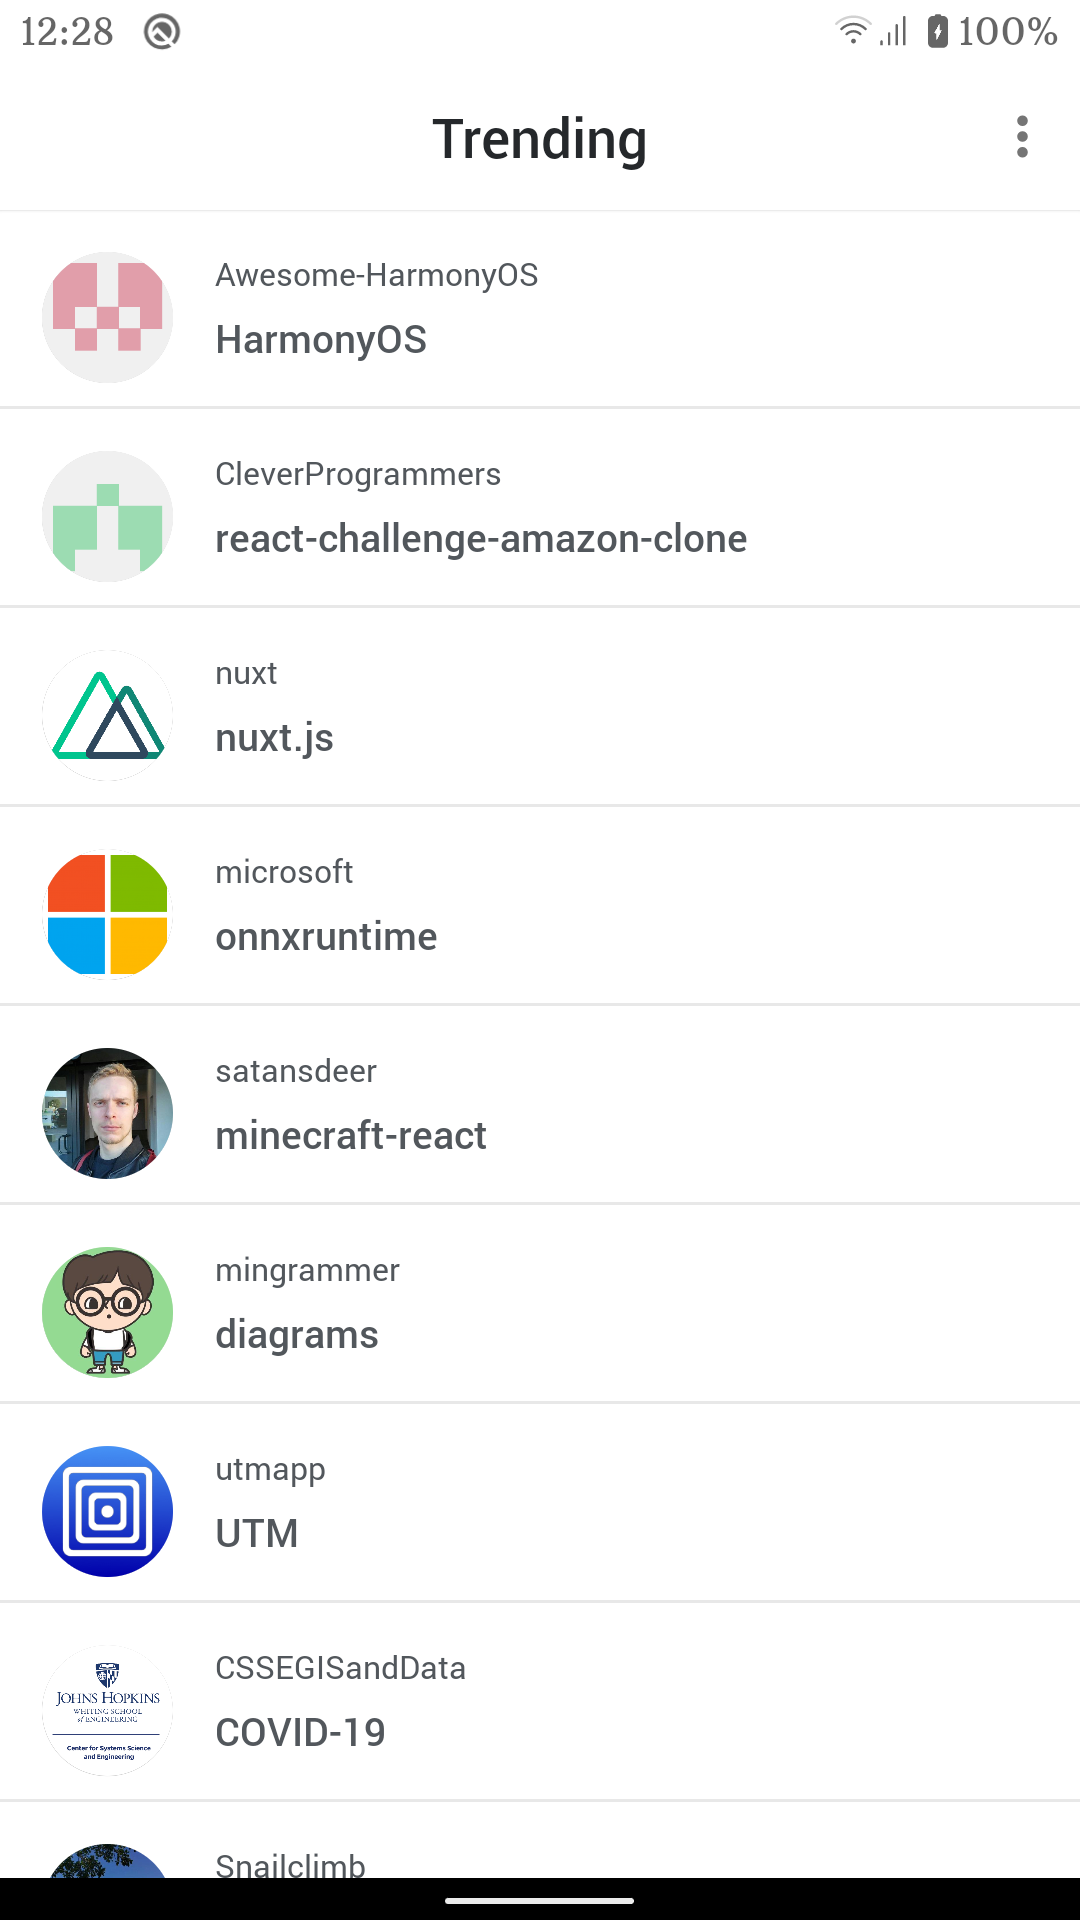 12:28
100%
Trending
Awesome-HarmonyOS
HarmonyOS
CleverProgrammers
react-challenge-amazon-clone
nuxt
nuxt.js
microsoft
onnxruntime
satansdeer
minecraft-react
mingrammer
diagrams
utmapp
UTM
CSSEGISandData
COVID-19
JOHNS HOPKINS
WHITING SCHOOL
of ENGINEERING
Center for Systems Science
and Engineering
Snailclimb